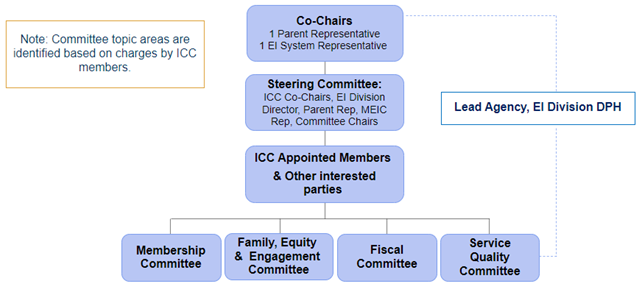 Note: Committee topic areas are
identified based on charges by ICC
members.
Co-Chairs
1 Parent Representative
1 EI System Representative
Steering Committee:
ICC Co-Chairs, EI Division
Director, Parent Rep, MEIC
Rep, Committee Chairs
Lead Agency, EI Division DPH
ICC Appointed Members
& Other interested
parties
Membership
Committee
Family, Equity
& Engagement
Committee
Fiscal
Committee
Service
Quality
Committee